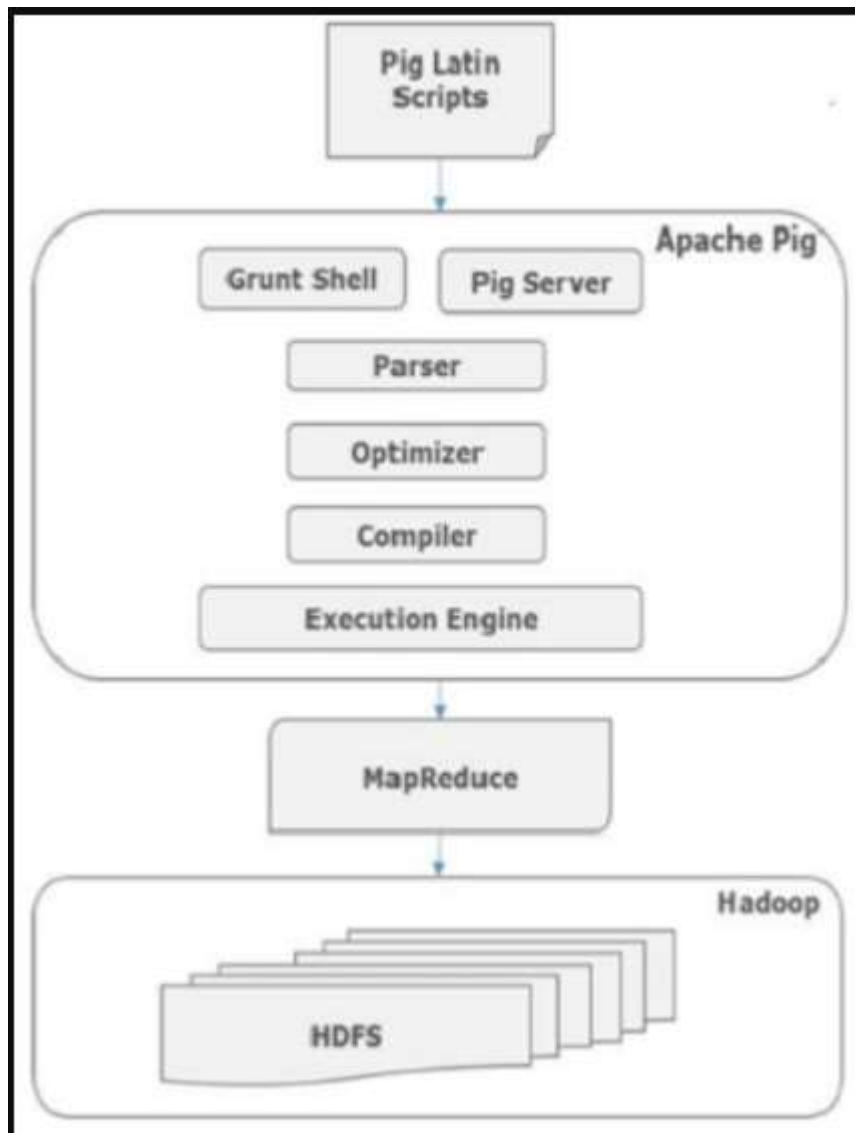 Pig Latin
Scripts
Apache Pig
Grunt Shell
Pig Server
Parser
Optimizer
Compiler
Execution Engine
MapReduce
Hadoop
HDFS